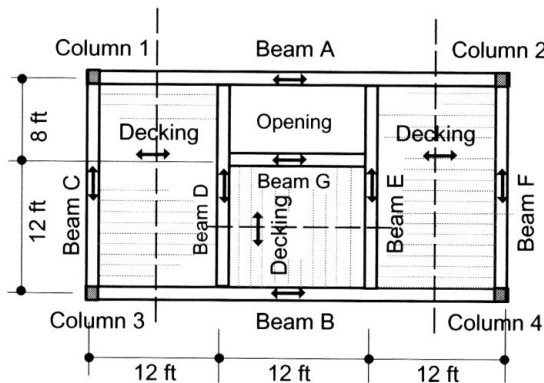 Column 1
Beam A
Column 2
8 ft
Decking
Opening
Decking
Beam C
Beam D
Beam G
Beam E
Beam F
12 ft
Decking
Column 3
Beam B
Column 4
12 ft
12 ft
12 ft